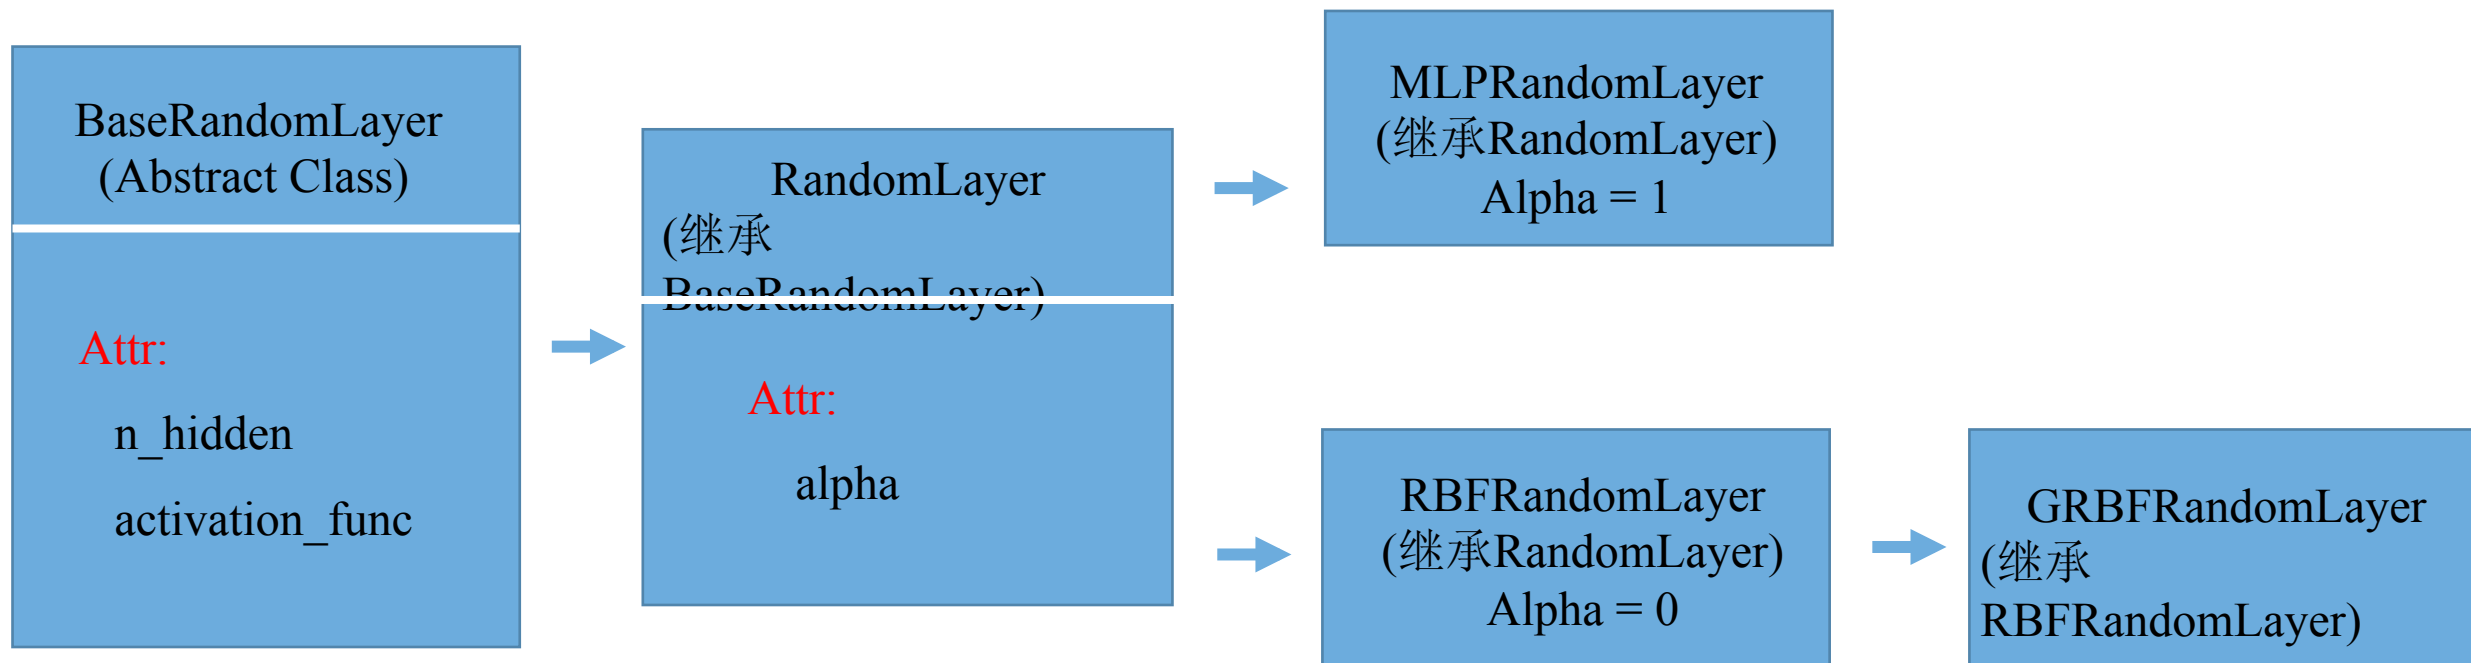 BaseRandomLayer
(Abstract Class)
Attr:
n_hidden
activation_func
RandomLayer
(继承
BaseRandomLayer)
Attr:
alpha
MLPRandomLayer
(继承RandomLayer)
Alpha = 1
RBFRandomLayer
(继承RandomLayer)
Alpha = 0
GRBFRandomLayer
(继承
RBFRandomLayer)